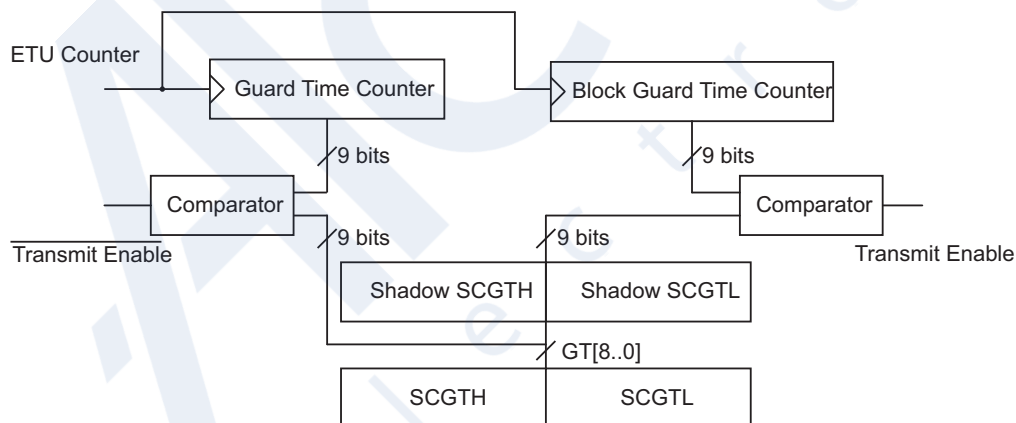 ETU Counter
Guard Time Counter
Block Guard Time Counter
9 bits
9 bits
Comparator
Comparator
Transmit Enable
9 bits
9 bits
Transmit Enable
Shadow SCGTH
Shadow SCGTL
GT[8..0]
SCGTH
SCGTL